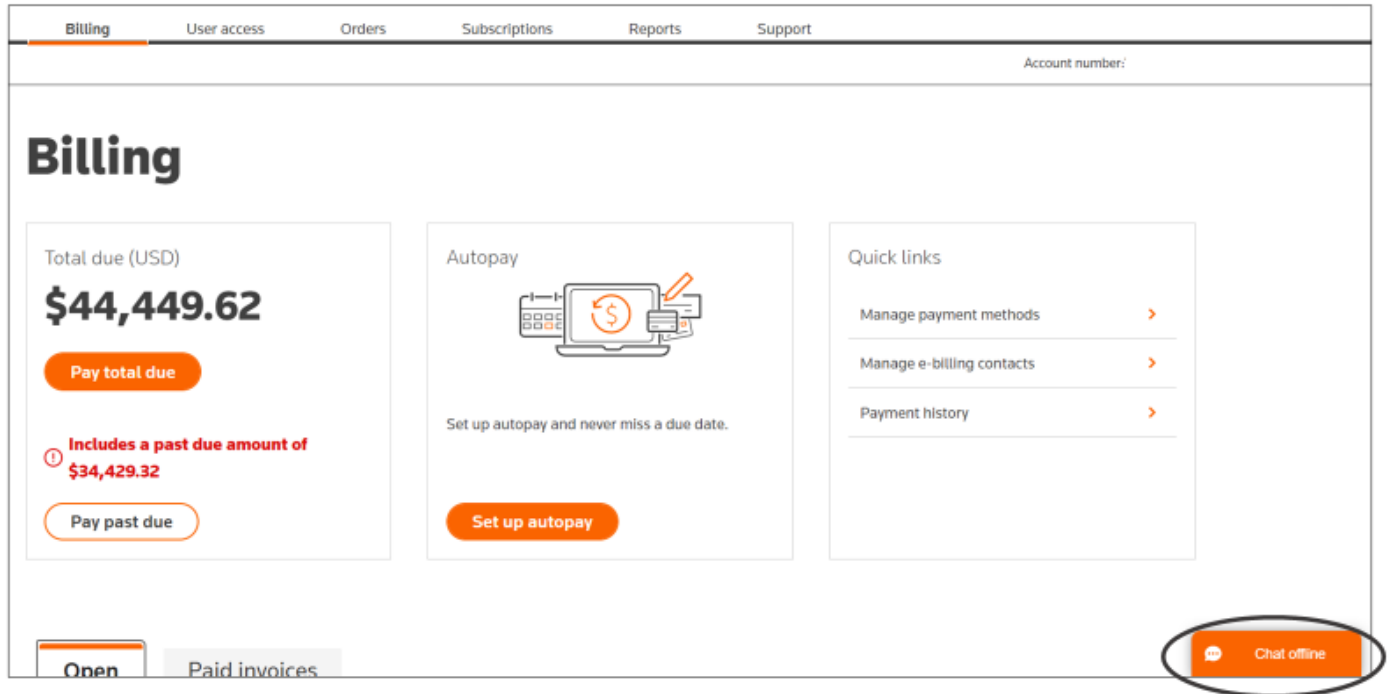 Billing User access Orders Subscriptions Reports Support
Account number:
Billing
Total due (USD)
$44,449.62
Pay total due
Includes a past due amount of
$34,429.32
Pay past due
Autopay
Set up autopay and never miss a due date.
Set up autopay
Quick links
Manage payment methods
Manage e-billing contacts
Payment history
Open Paid invoices
Chat offline